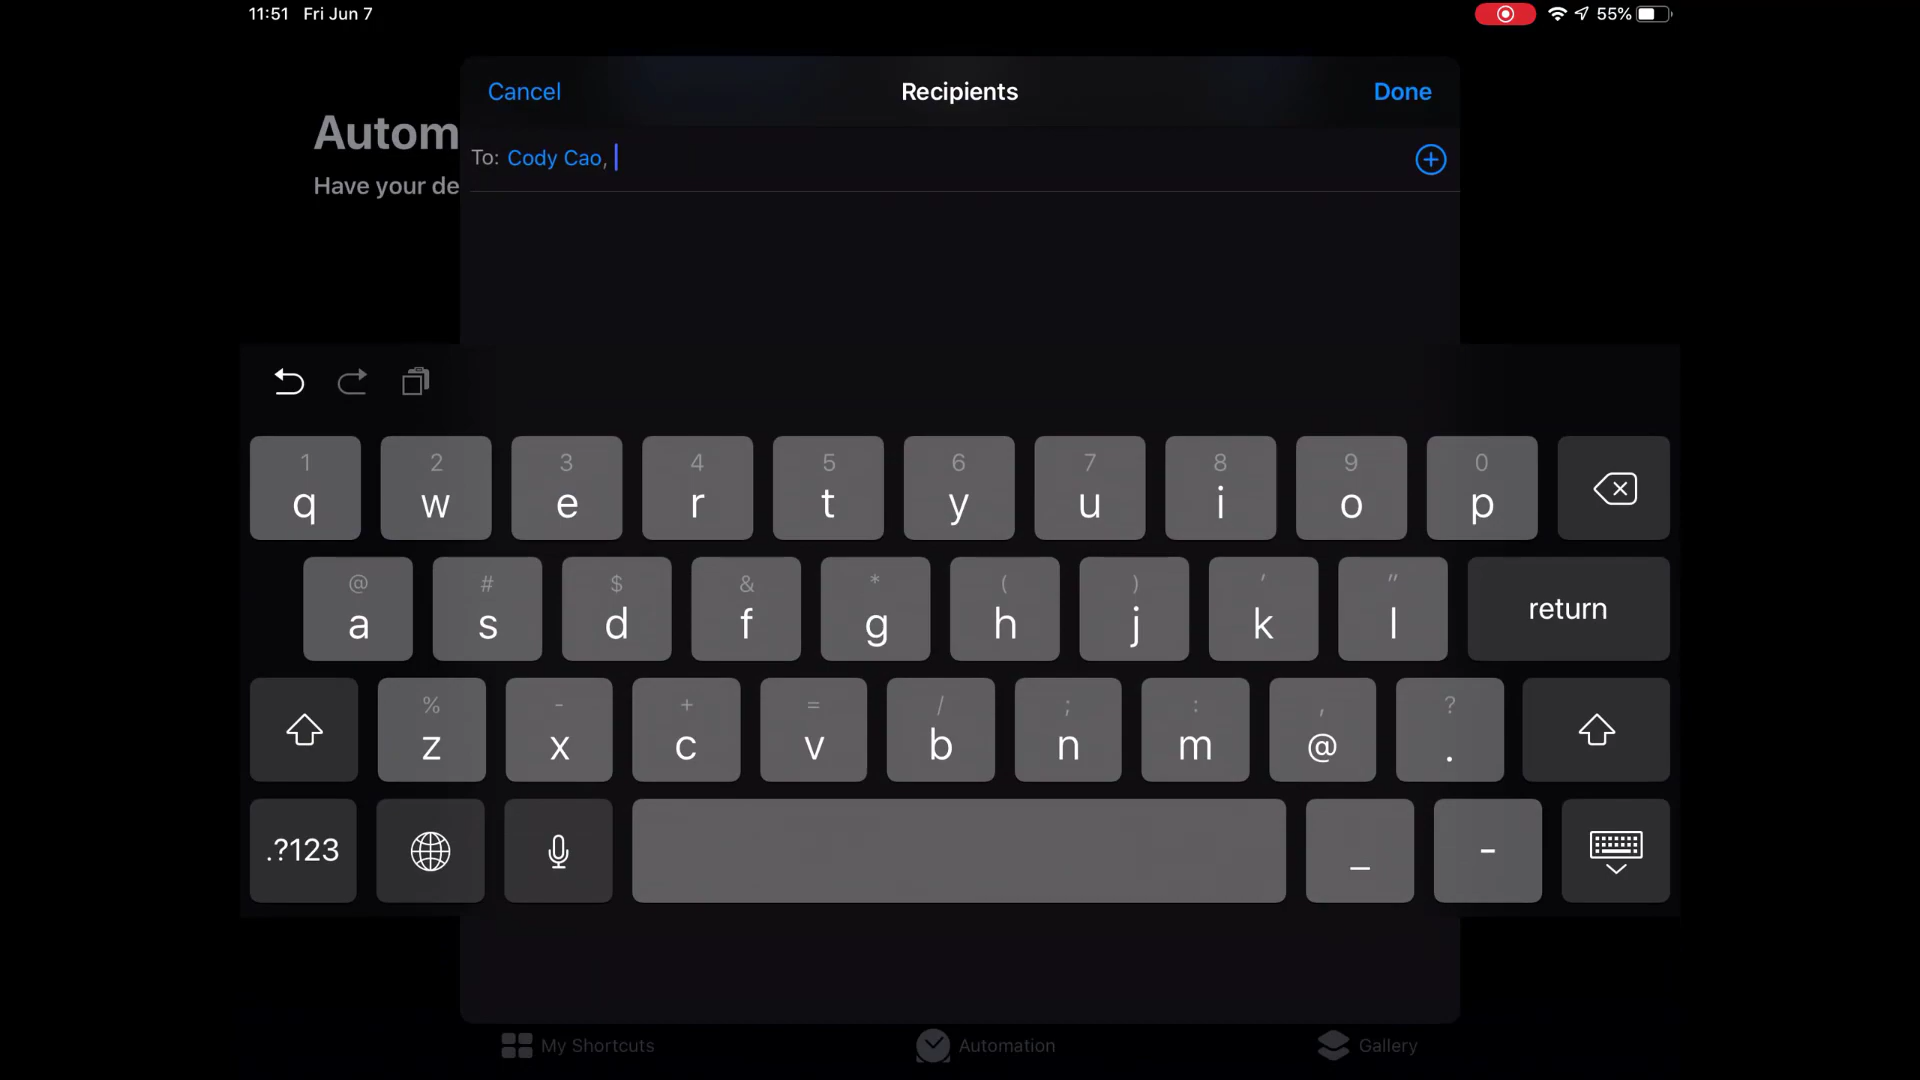 11:51 Fri Jun 7
55%
Cancel Recipients Done
Autom
To: Cody Cao,
Have your de
1 2 3 4 5 6 7 8 9 0
q w e r t y u i o p
@ # $ & * ( ) ' "
a s d f g h j k l return
% - + = / ; : , ?
z x c v b n m @ .
.?123 _ -
My Shortcuts Automation Gallery